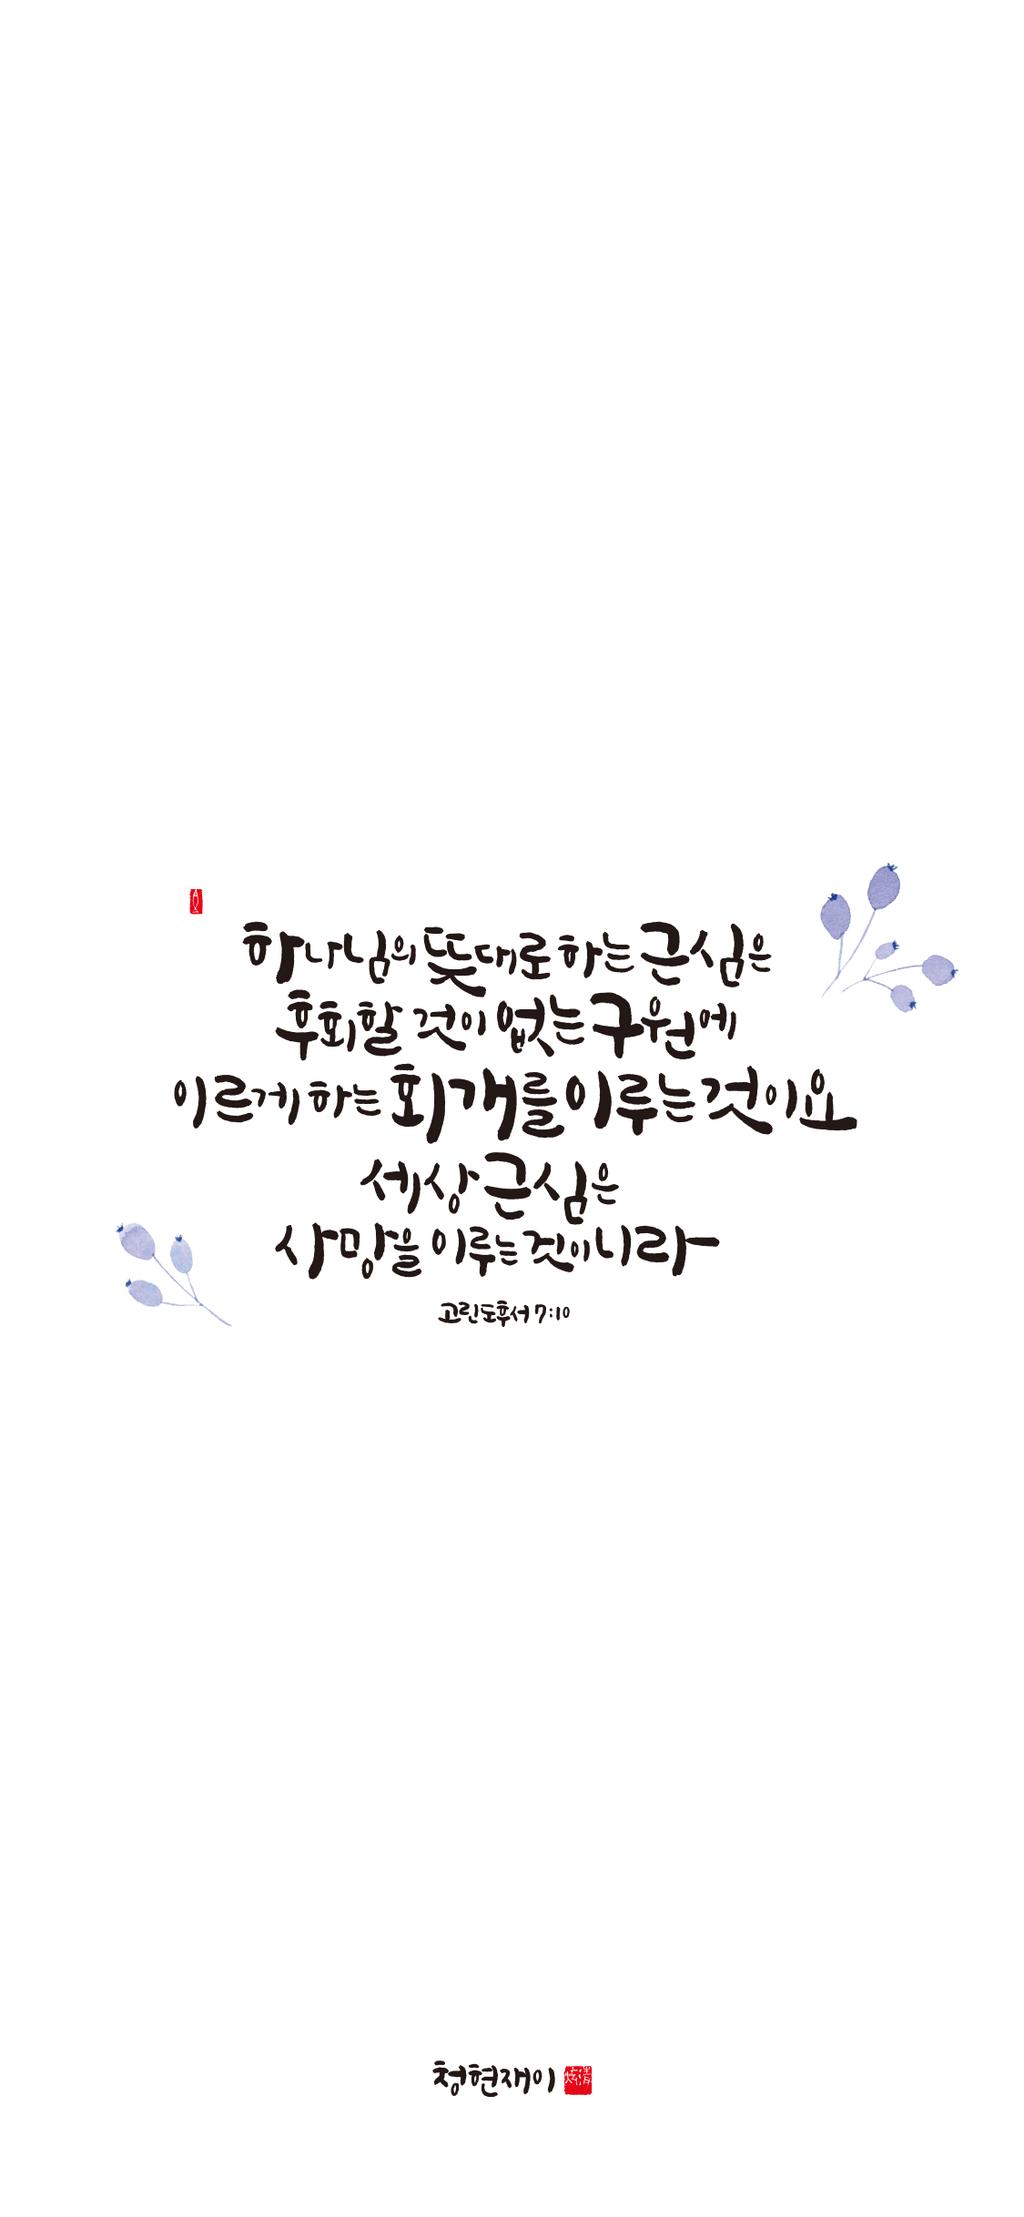 하나님의 뜻대로 하는 근심은
후회할 것이 없는 구원에
이르게 하는 회개를 이루는 것이요
세상 근심은
사망을 이루는 것이니라
고린도후서 7:10
청현재이